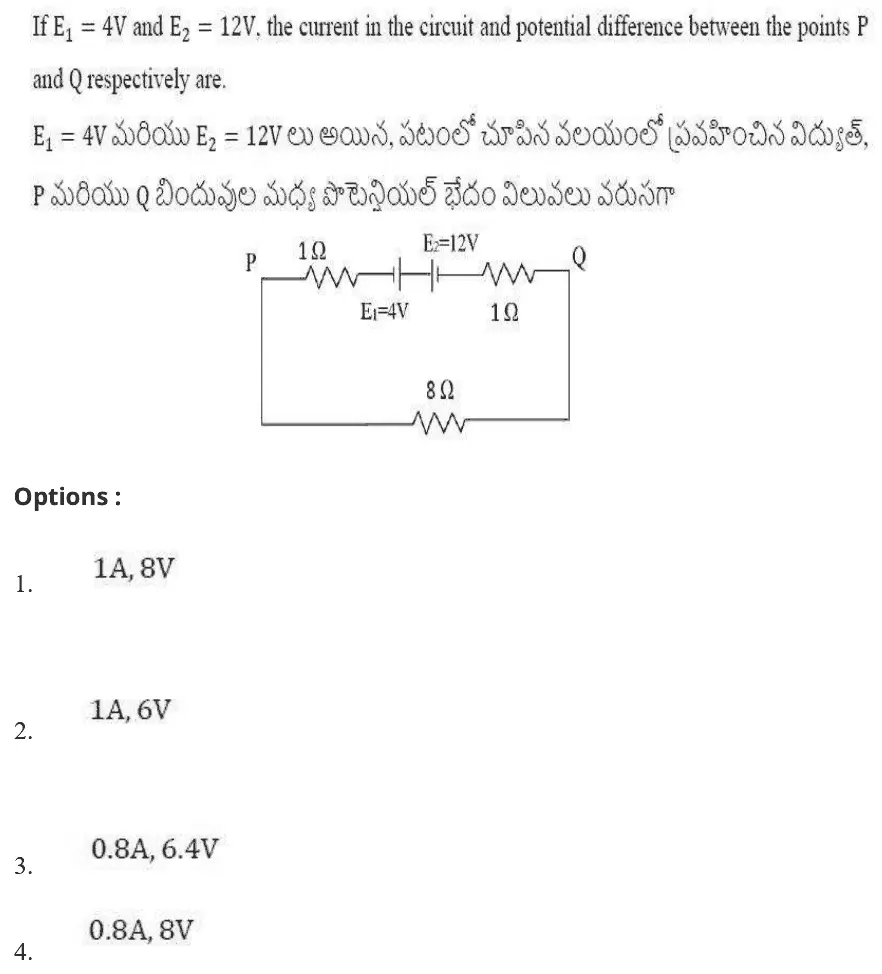 If E₁ = 4V and E₂ = 12V, the current in the circuit and potential difference between the points P
and Q respectively are.
E₁ = 4V మరియు E₂ = 12V లు అయిన, పటంలో చూపిన వలయంలో ప్రవహించిన విద్యుత్,
P మరియు Q బిందువుల మధ్య పొటెన్షియల్ భేదం విలువలు వరుసగా
P 1Ω E₂=12V Q
E₁=4V 1Ω
8Ω
Options :
1. 1A, 8V
2. 1A, 6V
3. 0.8A, 6.4V
4. 0.8A, 8V